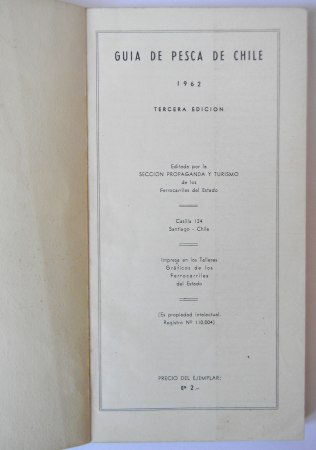 GUIA DE PESCA DE CHILE
1962
TERCERA EDICION
Editada por la
SECCION PROPAGANDA Y TURISMO
de los
Ferrocarriles del Estado
Casilla 124
Santiago - Chile
Impresa en los Talleres
Gráficos de los
Ferrocarriles
del Estado
(Es propiedad intelectual.
Registro Nº 110.004)
PRECIO DEL EJEMPLAR:
Eº 2.-